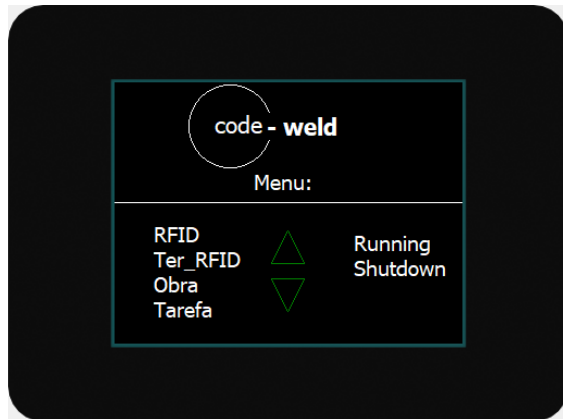 code - weld
Menu:
RFID
Ter_RFID
Obra
Tarefa
Running
Shutdown